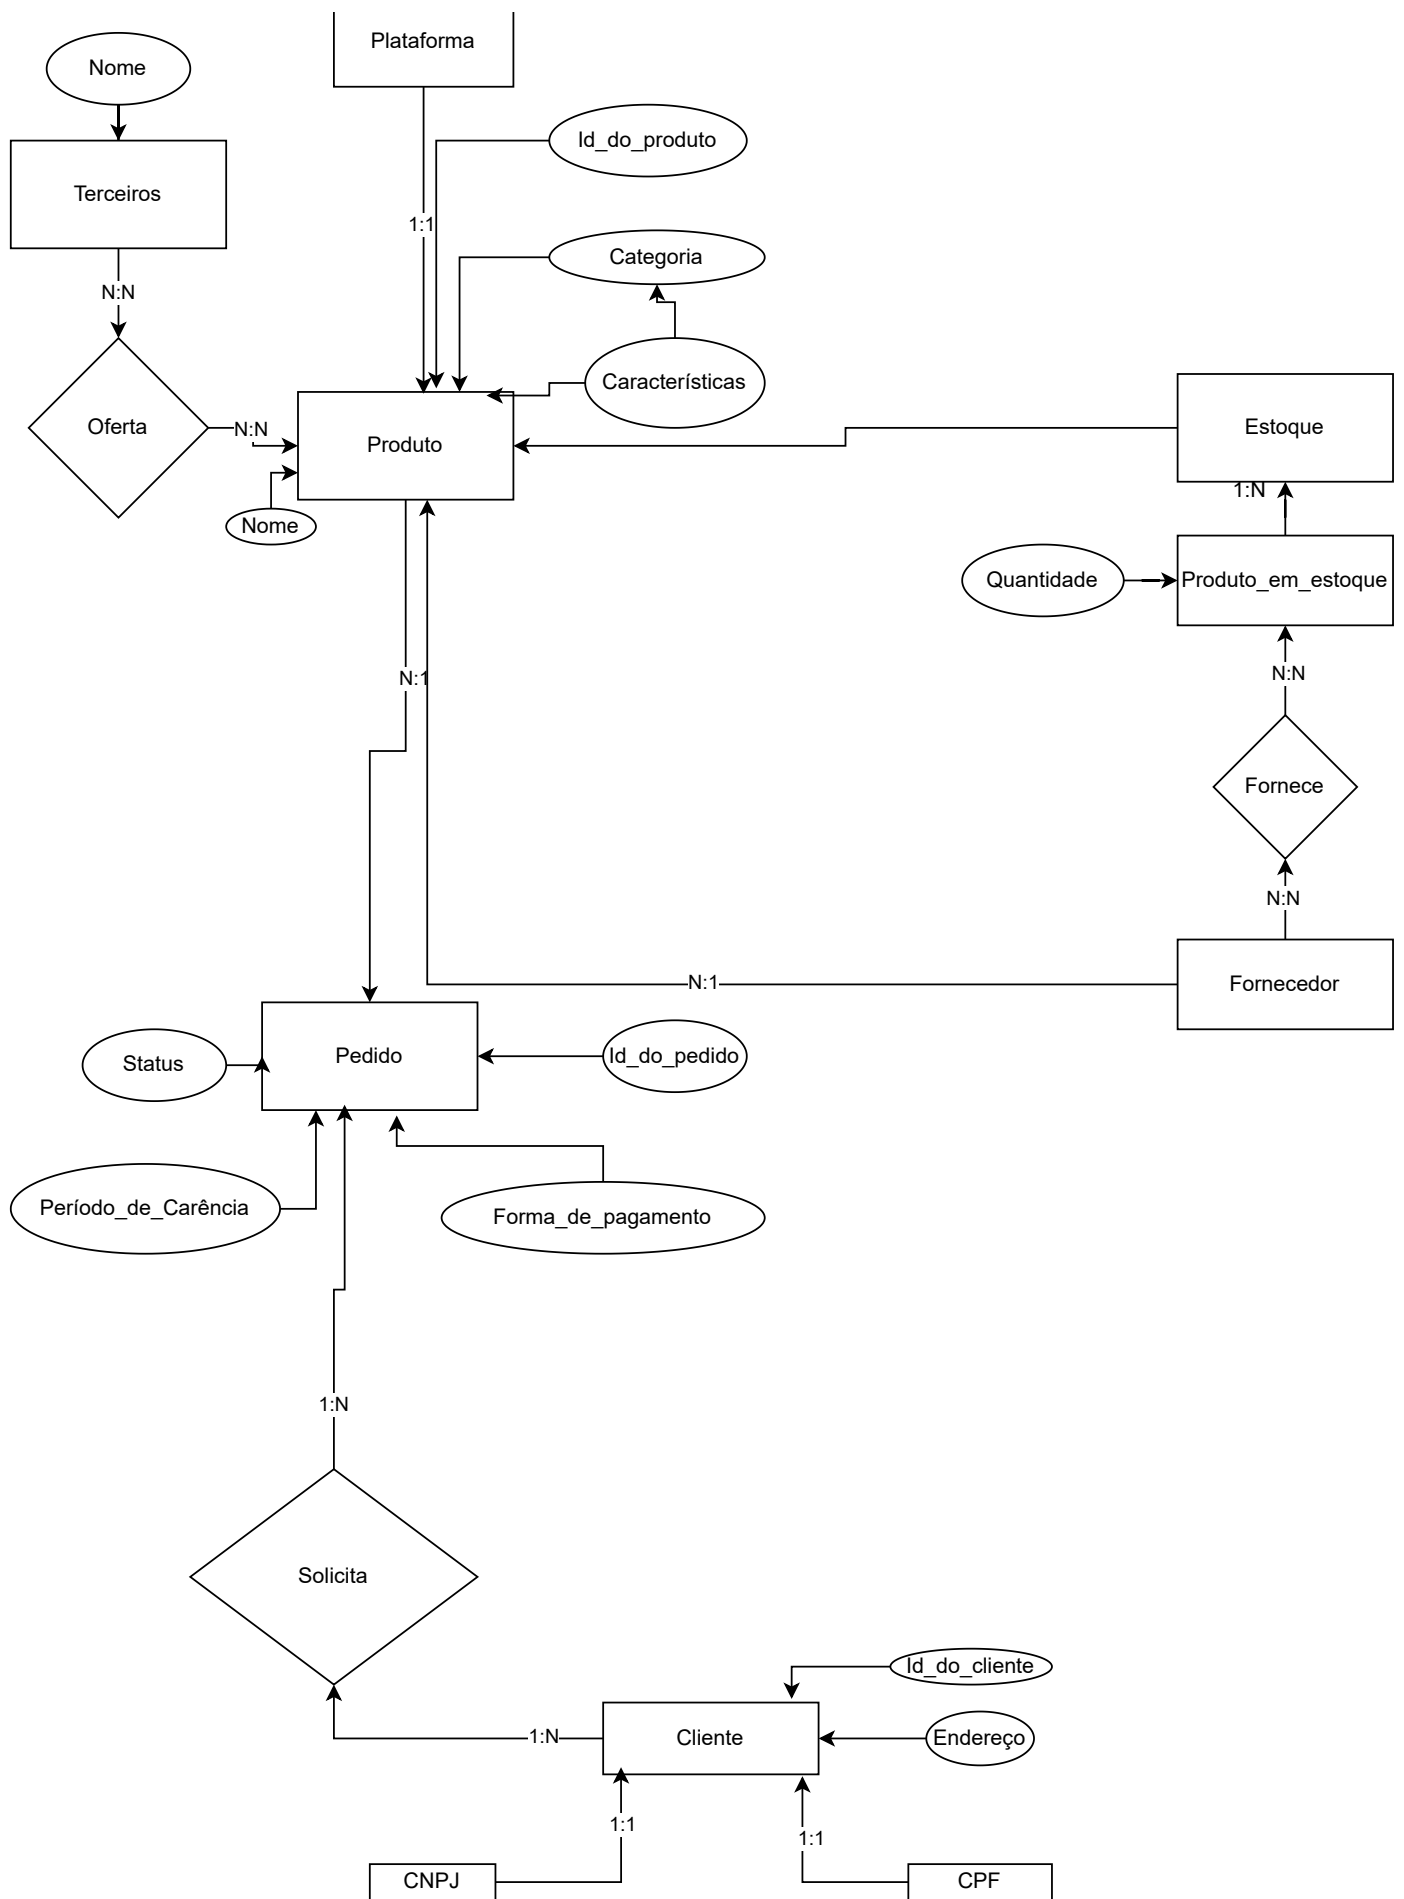 Plataforma
Nome
Id_do_produto
Terceiros
1:1
Categoria
N:N
Características
Oferta
N:N
Produto
Estoque
1:N
Nome
Quantidade
Produto_em_estoque
N:N
N:1
Fornece
N:N
N:1
Fornecedor
Status
Pedido
Id_do_pedido
Período_de_Carência
Forma_de_pagamento
1:N
Solicita
Id_do_cliente
1:N
Cliente
Endereço
1:1
1:1
CNPJ
CPF